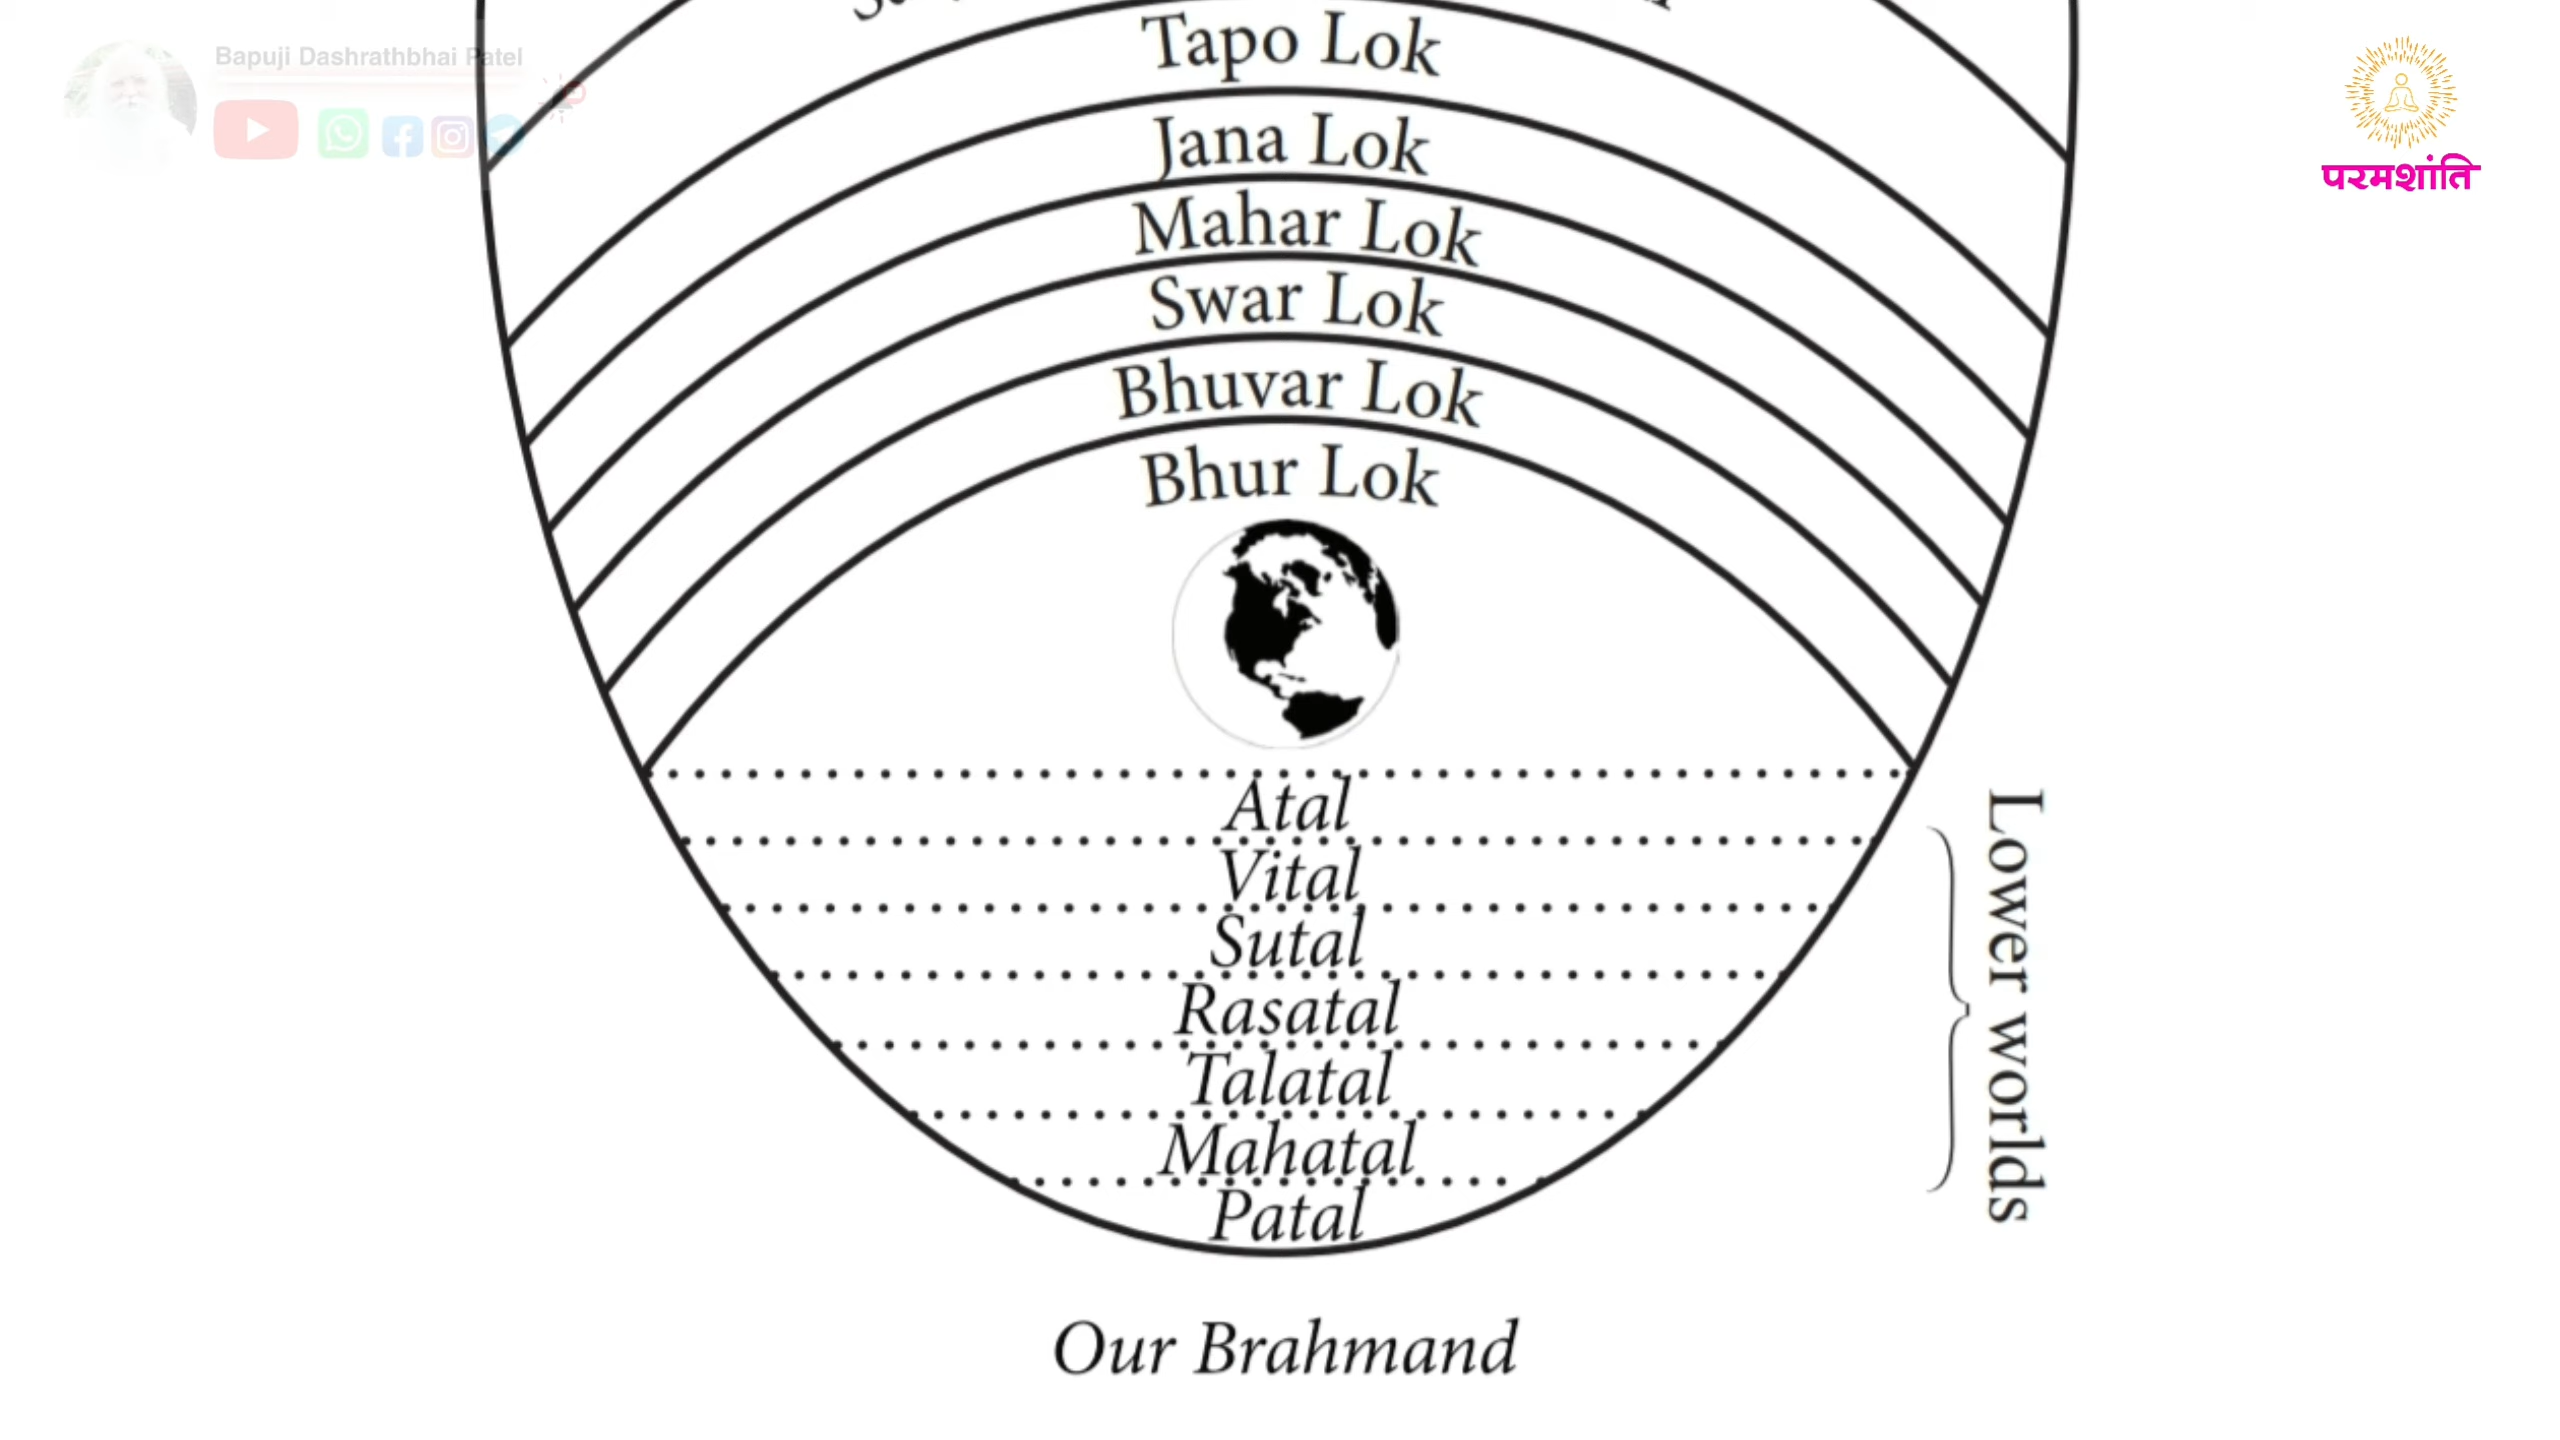 Bapuji Dashrathbhai Patel
परमशांति
Tapo Lok
Jana Lok
Mahar Lok
Swar Lok
Bhuvar Lok
Bhur Lok
Atal
Vital
Sutal
Rasatal
Talatal
Mahatal
Patal
Lower worlds
Our Brahmand